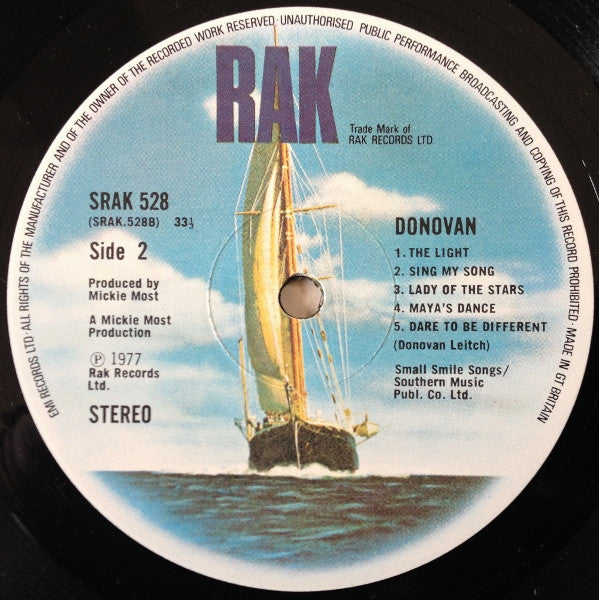 EMI RECORDS LTD·ALL RIGHTS OF THE MANUFACTURER AND OF THE OWNER OF THE RECORDED WORK RESERVED·UNAUTHORISED PUBLIC PERFORMANCE BROADCASTING AND COPYING OF THIS RECORD PROHIBITED MADE IN GT BRITAIN
RAK
Trade Mark of
RAK RECORDS LTD.
SRAK 528
(SRAK.528B) 33⅓
Side 2
Produced by
Mickie Most
A Mickie Most
Production
Ⓟ 1977
Rak Records
Ltd.
STEREO
DONOVAN
1. THE LIGHT
2. SING MY SONG
3. LADY OF THE STARS
4. MAYA'S DANCE
5. DARE TO BE DIFFERENT
(Donovan Leitch)
Small Smile Songs/
Southern Music
Publ. Co. Ltd.